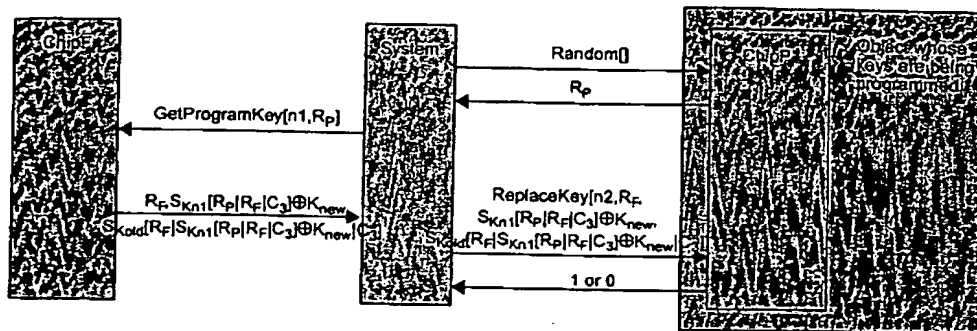 ChipF
System
ChipP
Object whose
keys are being
programmed
Random[]
R_P
GetProgramKey[n1,R_P]
R_F,S_Kn1[R_P|R_F|C_3]⊕K_new,
S_Kold[R_F|S_Kn1[R_P|R_F|C_3]⊕K_new|C
ReplaceKey[n2,R_F,
S_Kn1[R_P|R_F|C_3]⊕K_new,
Kold[R_F|S_Kn1[R_P|R_F|C_3]⊕K_new|
1 or 0